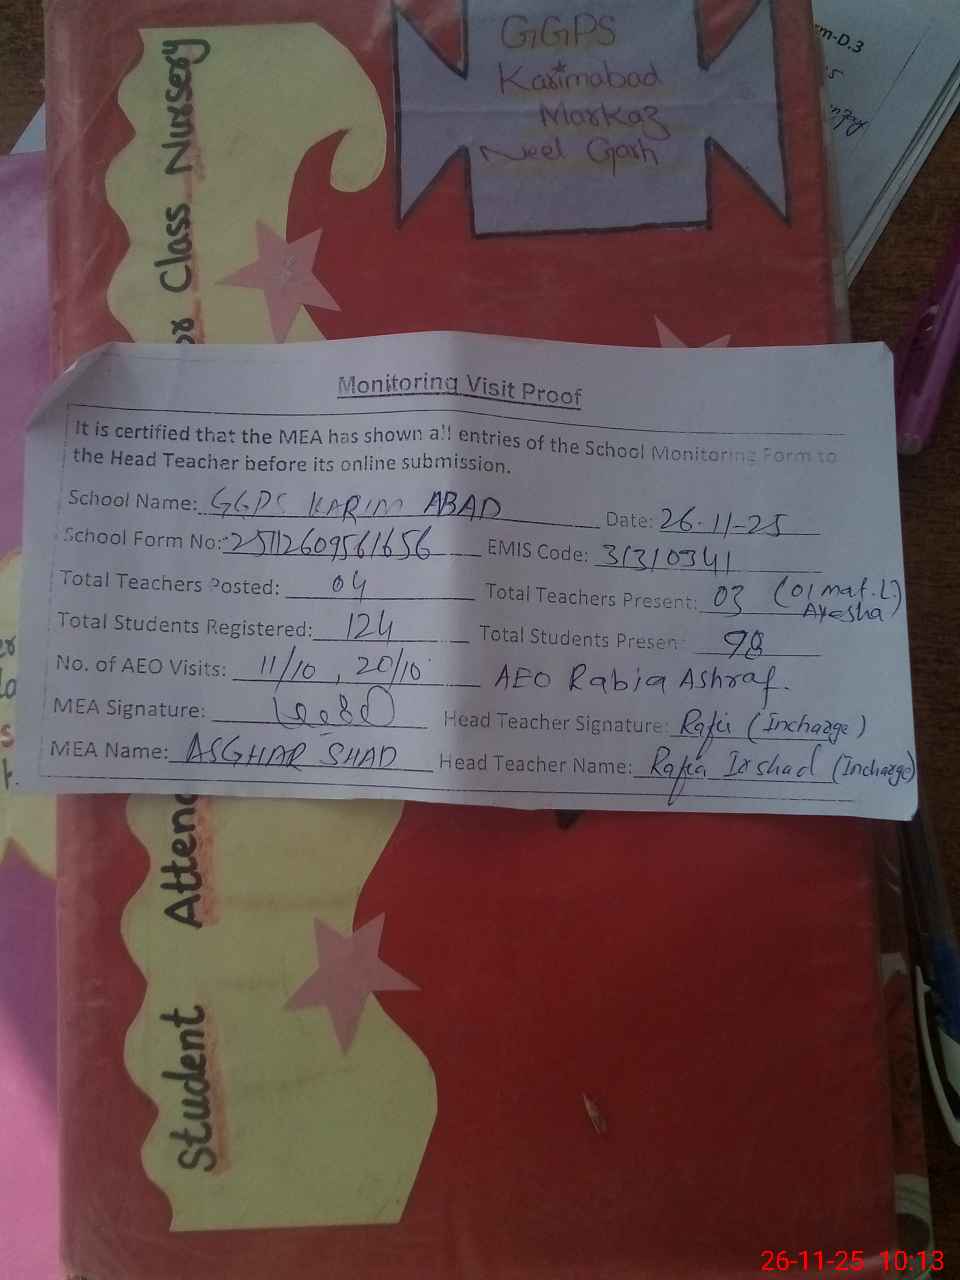 GGPS
Karimabad
Markaz
Neel Garh
rm-D.3
Class Nursery
Monitoring Visit Proof
It is certified that the MEA has shown all entries of the School Monitoring Form to
the Head Teacher before its online submission.
School Name: GGPS KARIM ABAD Date: 26-11-25
School Form No: 25112609561656 EMIS Code: 31310341
Total Teachers Posted: 04 Total Teachers Present: 03 (01 mat.L)
Ayesha
Total Students Registered: 124 Total Students Present: 98
No. of AEO Visits: 11/10, 20/10 AEO Rabia Ashraf.
MEA Signature: Head Teacher Signature: Rafia (Incharge)
MEA Name: ASGHAR SHAD Head Teacher Name: Rafia Irshad (Incharge)
Student Attend
26-11-25 10:13